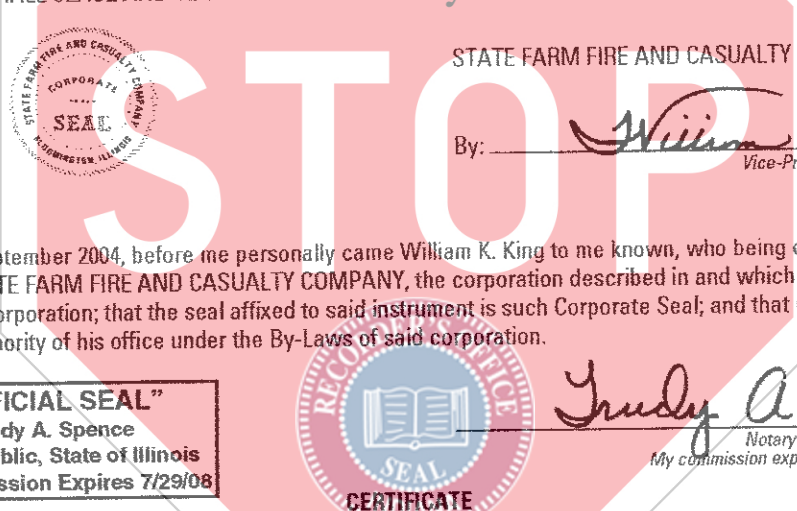 STATE FARM FIRE AND CASUALTY COMPANY
CORPORATE
SEAL
BLOOMINGTON, ILLINOIS
STOP
STATE FARM FIRE AND CASUALTY
By:
William
Vice-Pr
ptember 2004, before me personally came William K. King to me known, who being
TE FARM FIRE AND CASUALTY COMPANY, the corporation described in and which
orporation; that the seal affixed to said instrument is such Corporate Seal; and that
hority of his office under the By-Laws of said corporation.
FICIAL SEAL"
dy A. Spence
blic, State of Illinois
ssion Expires 7/29/08
RECORDER'S OFFICE
SEAL
Trudy A
Notary
My commission exp
CERTIFICATE